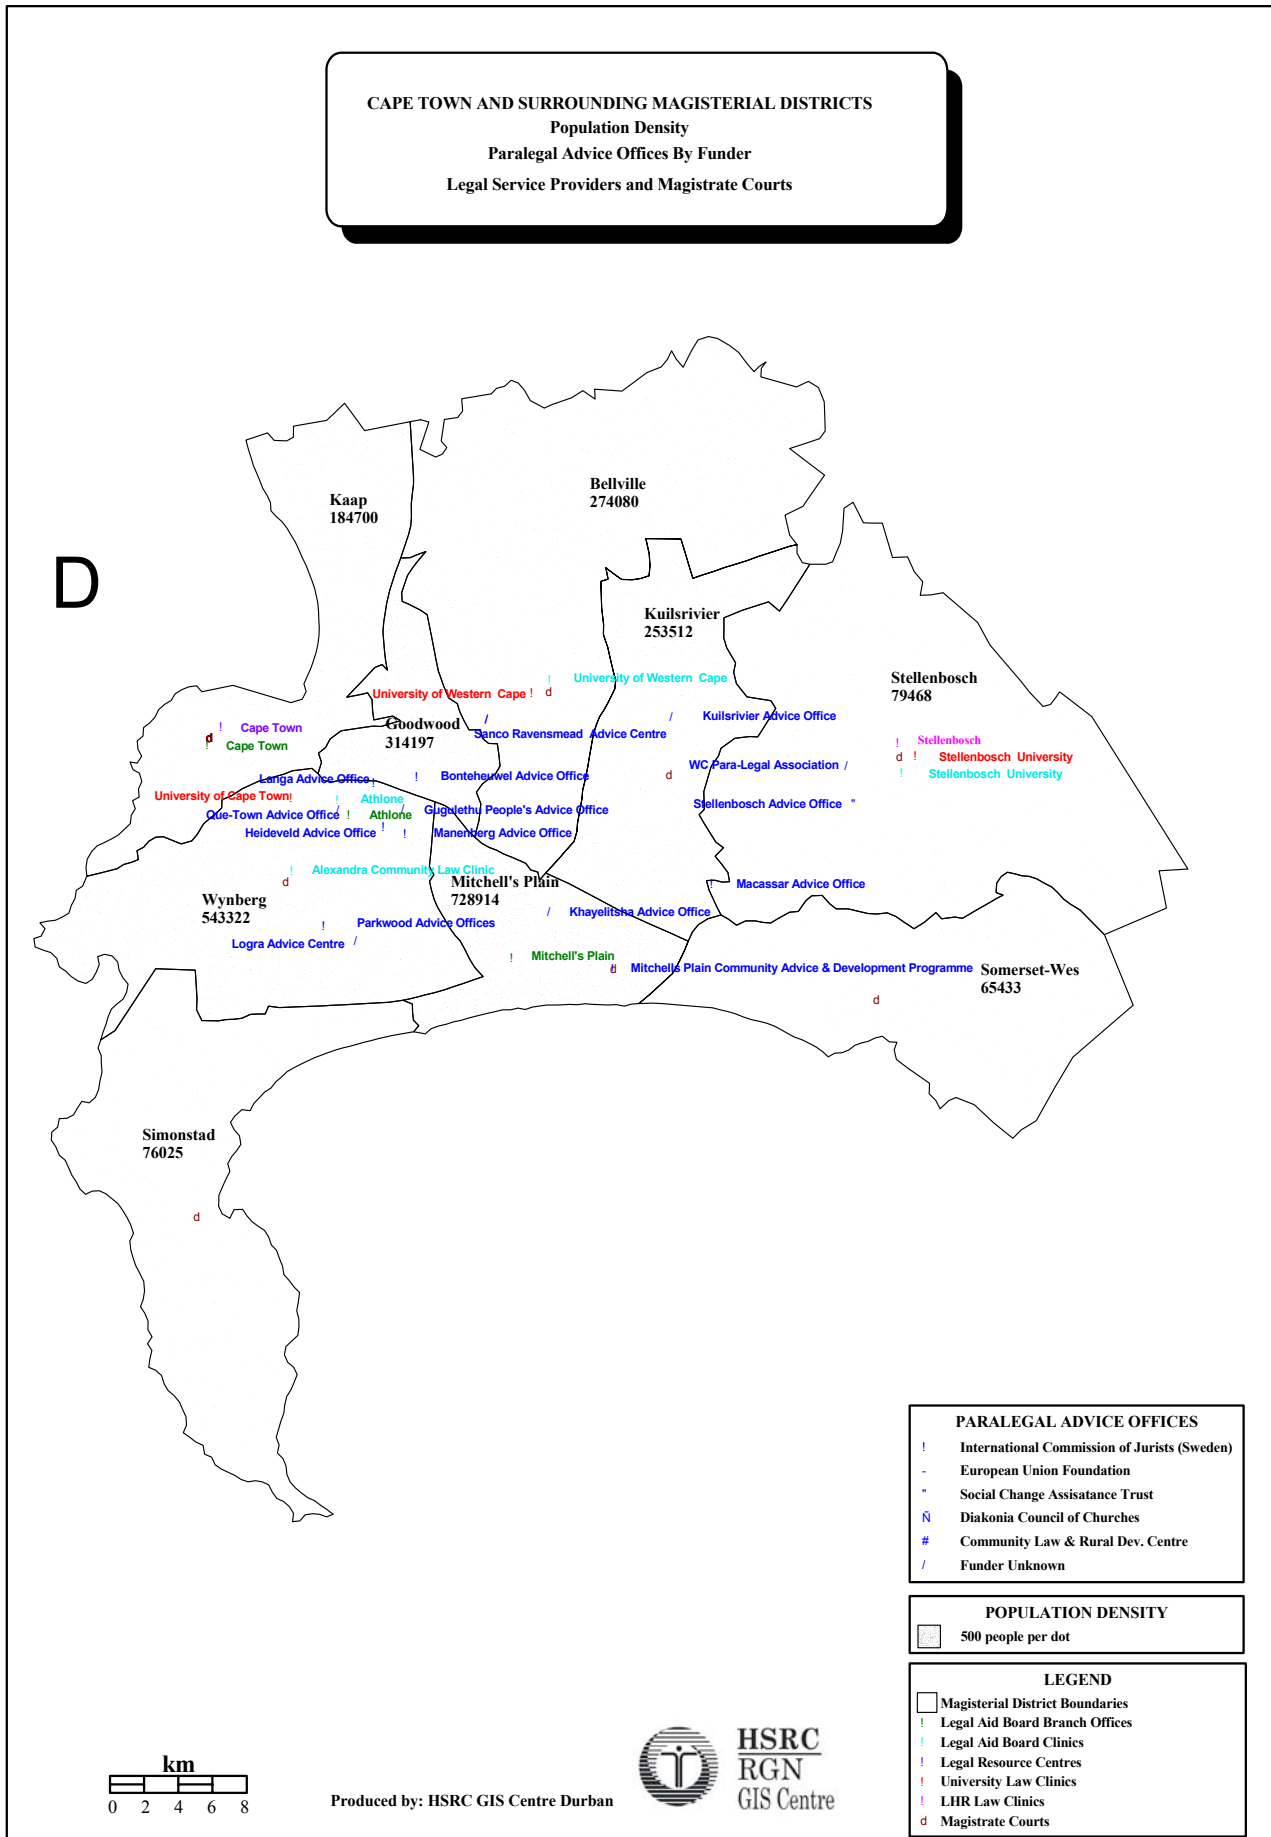 CAPE TOWN AND SURROUNDING MAGISTERIAL DISTRICTS
Population Density
Paralegal Advice Offices By Funder
Legal Service Providers and Magistrate Courts
Kaap
184700
Bellville
274080
D
Kuilsrivier
253512
Stellenbosch
79468
! University of Western Cape
University of Western Cape !
d
Goodwood
314197
/
Sanco Ravensmead Advice Centre
/ Kuilsrivier Advice Office
! Cape Town
d
! Cape Town
! Stellenbosch
d ! Stellenbosch University
! Stellenbosch University
WC Para-Legal Association /
d
Langa Advice Office !
! Bonteheuwel Advice Office
University of Cape Town !
! Athlone
Stellenbosch Advice Office "
Que-Town Advice Office /
! Athlone
/ Gugulethu People's Advice Office
Heideveld Advice Office !
! Manenberg Advice Office
! Alexandra Community Law Clinic
d
Mitchell's Plain
728914
! Macassar Advice Office
Wynberg
543322
/ Khayelitsha Advice Office
! Parkwood Advice Offices
Logra Advice Centre /
! Mitchell's Plain
d
! Mitchells Plain Community Advice & Development Programme
Somerset-Wes
65433
d
Simonstad
76025
d
PARALEGAL ADVICE OFFICES
! International Commission of Jurists (Sweden)
- European Union Foundation
" Social Change Assisatance Trust
Ñ Diakonia Council of Churches
# Community Law & Rural Dev. Centre
/ Funder Unknown
POPULATION DENSITY
500 people per dot
LEGEND
Magisterial District Boundaries
! Legal Aid Board Branch Offices
! Legal Aid Board Clinics
! Legal Resource Centres
! University Law Clinics
! LHR Law Clinics
d Magistrate Courts
km
0 2 4 6 8
Produced by: HSRC GIS Centre Durban
HSRC
RGN
GIS Centre